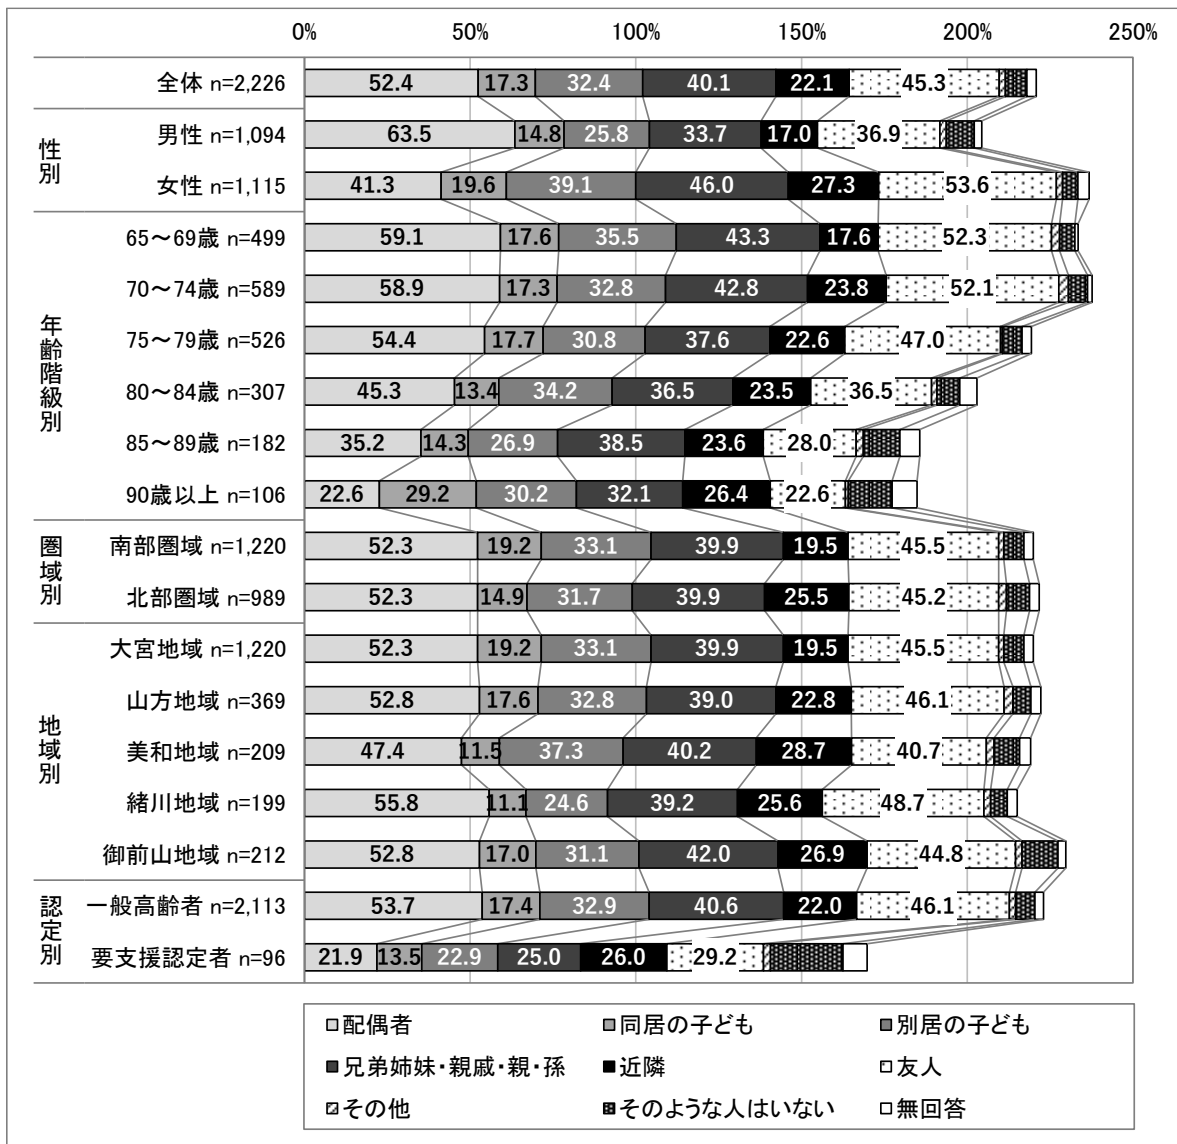 0% 50% 100% 150% 200% 250%
全体 n=2,226 52.4 17.3 32.4 40.1 22.1 45.3
性別
男性 n=1,094 63.5 14.8 25.8 33.7 17.0 36.9
女性 n=1,115 41.3 19.6 39.1 46.0 27.3 53.6
年齢階級別
65～69歳 n=499 59.1 17.6 35.5 43.3 17.6 52.3
70～74歳 n=589 58.9 17.3 32.8 42.8 23.8 52.1
75～79歳 n=526 54.4 17.7 30.8 37.6 22.6 47.0
80～84歳 n=307 45.3 13.4 34.2 36.5 23.5 36.5
85～89歳 n=182 35.2 14.3 26.9 38.5 23.6 28.0
90歳以上 n=106 22.6 29.2 30.2 32.1 26.4 22.6
圏域別
南部圏域 n=1,220 52.3 19.2 33.1 39.9 19.5 45.5
北部圏域 n=989 52.3 14.9 31.7 39.9 25.5 45.2
地域別
大宮地域 n=1,220 52.3 19.2 33.1 39.9 19.5 45.5
山方地域 n=369 52.8 17.6 32.8 39.0 22.8 46.1
美和地域 n=209 47.4 11.5 37.3 40.2 28.7 40.7
緒川地域 n=199 55.8 11.1 24.6 39.2 25.6 48.7
御前山地域 n=212 52.8 17.0 31.1 42.0 26.9 44.8
認定別
一般高齢者 n=2,113 53.7 17.4 32.9 40.6 22.0 46.1
要支援認定者 n=96 21.9 13.5 22.9 25.0 26.0 29.2
配偶者 同居の子ども 別居の子ども
兄弟姉妹・親戚・親・孫 近隣 友人
その他 そのような人はいない 無回答